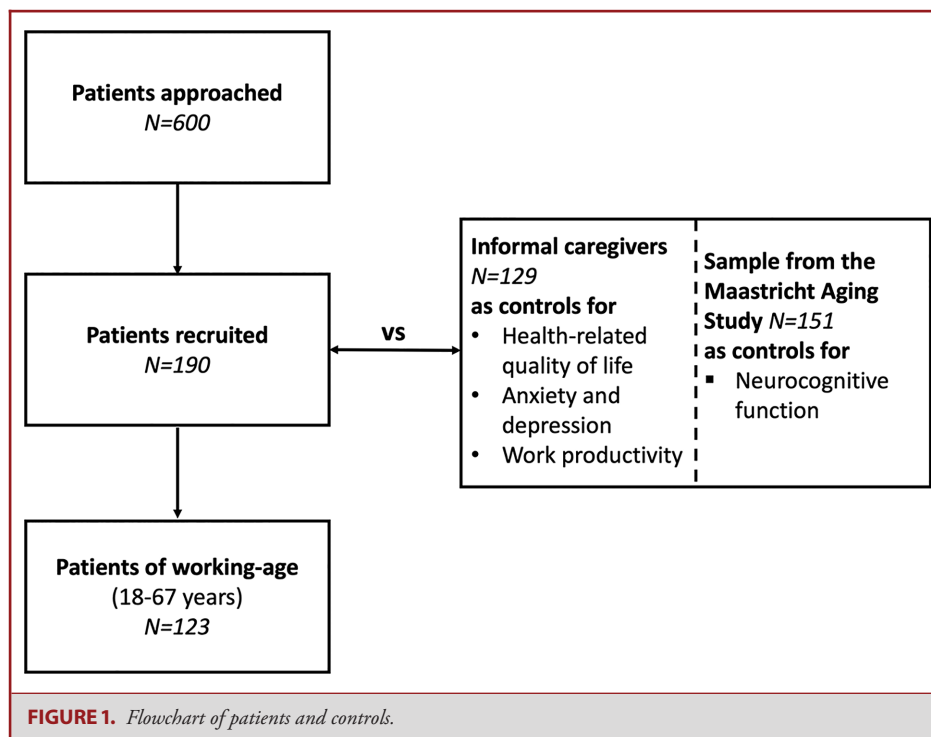 Patients approached
N=600
Patients recruited
N=190
vs
Informal caregivers
N=129
as controls for
• Health-related
quality of life
• Anxiety and
depression
• Work productivity
Sample from the
Maastricht Aging
Study N=151
as controls for
▪ Neurocognitive
function
Patients of working-age
(18-67 years)
N=123
FIGURE 1. Flowchart of patients and controls.